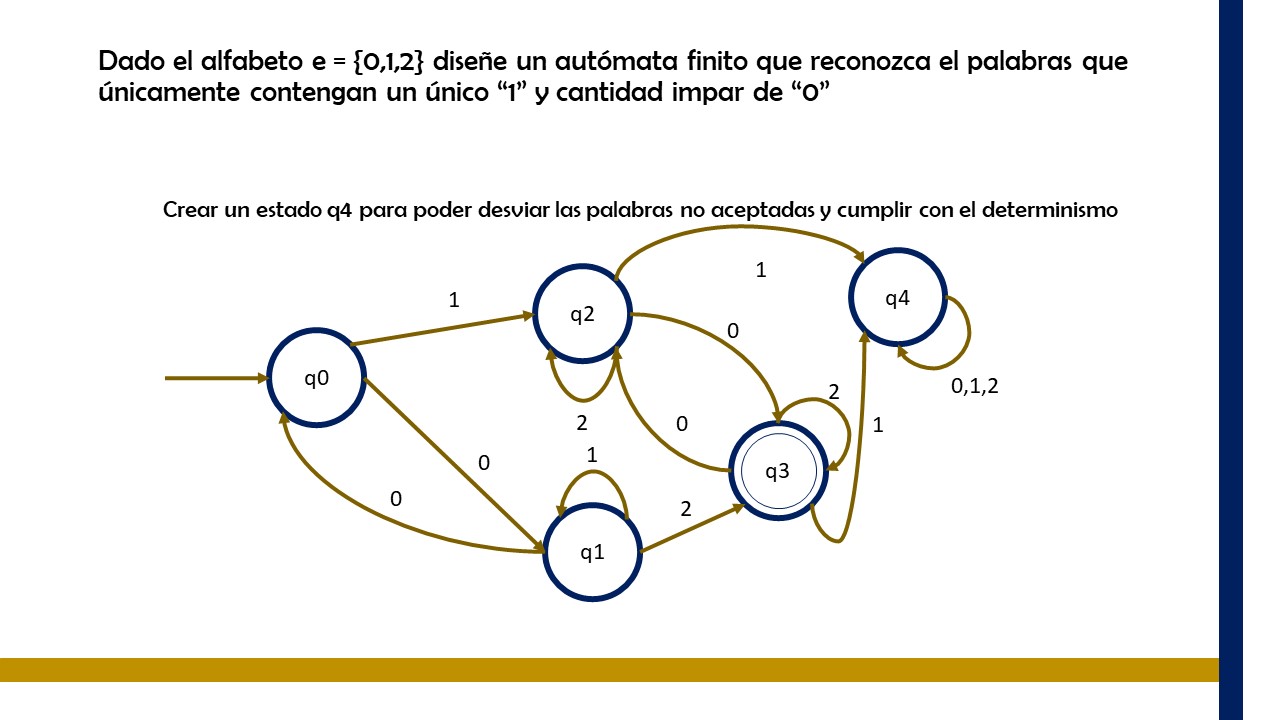 Dado el alfabeto e = {0,1,2} diseñe un autómata finito que reconozca el palabras que
únicamente contengan un único “1” y cantidad impar de “0”
Crear un estado q4 para poder desviar las palabras no aceptadas y cumplir con el determinismo
1
q4
1
q2
0
q0
0,1,2
2
2
0
1
1
0
q3
0
2
q1